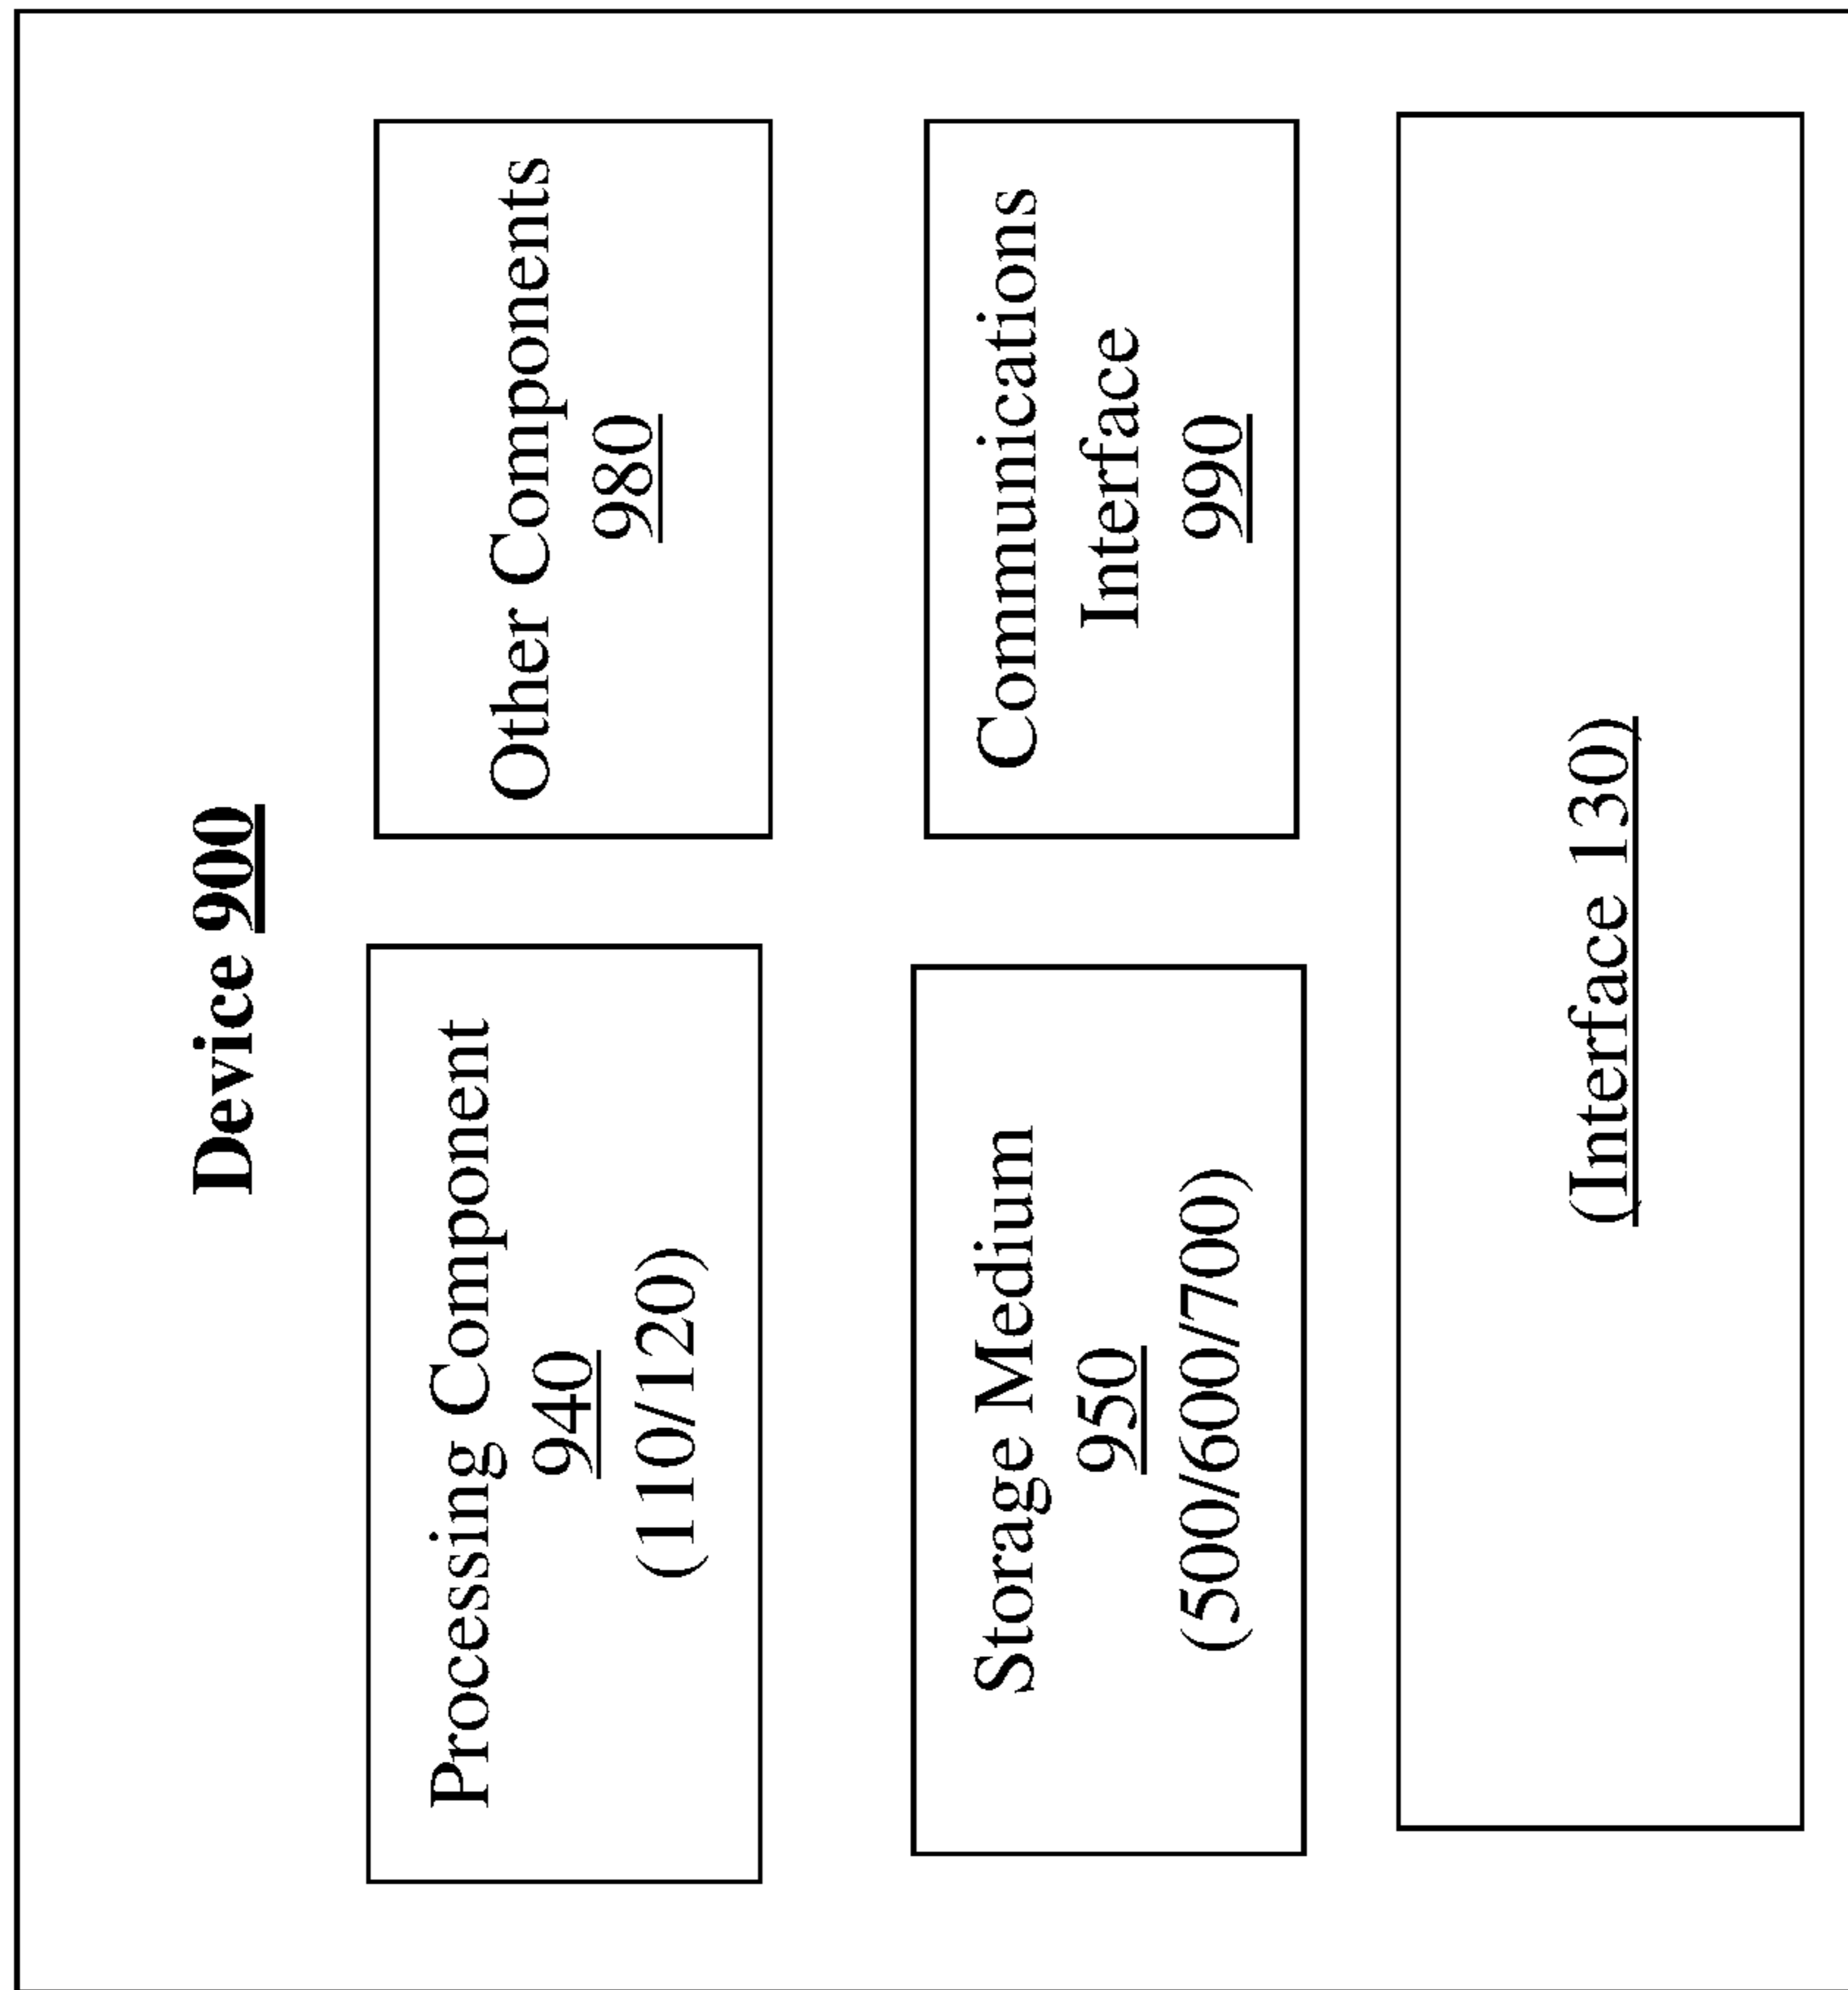 Device 900
Processing Component
940
(110/120)
Other Components
980
Storage Medium
950
(500/600/700)
Communications
Interface
990
(Interface 130)